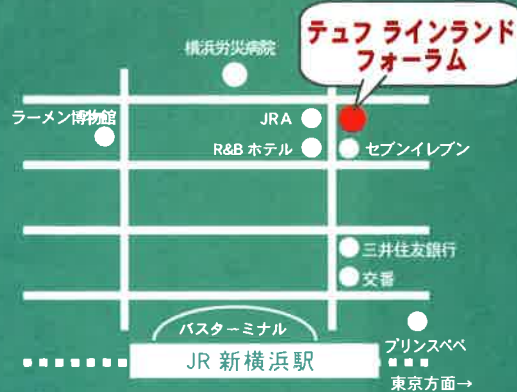 テュフ ラインランド
フォーラム
横浜労災病院
ラーメン博物館
JRA
R&B ホテル
セブンイレブン
三井住友銀行
交番
バスターミナル
プリンスペペ
JR 新横浜駅
東京方面→